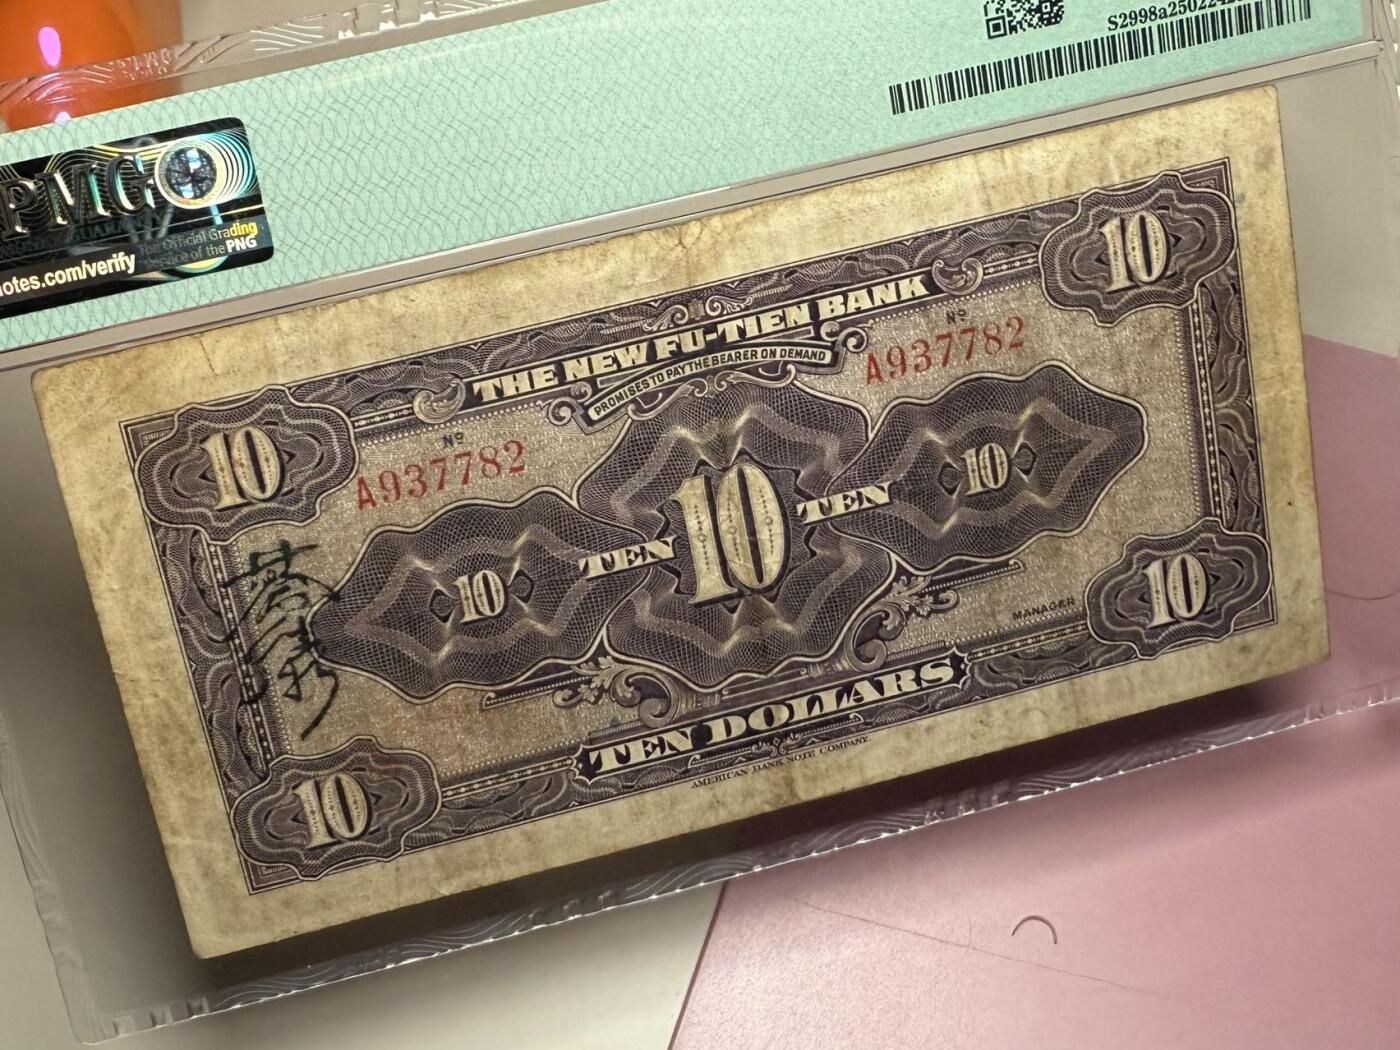 S2998a250224
PMG
The Official Grading
Service of the PNG
notes.com/verify
THE NEW FU-TIEN BANK
PROMISES TO PAY THE BEARER ON DEMAND
10
10
Nº
A937782
Nº
A937782
10
TEN
10
TEN
10
MANAGER
10
10
TEN DOLLARS
AMERICAN BANK NOTE COMPANY.